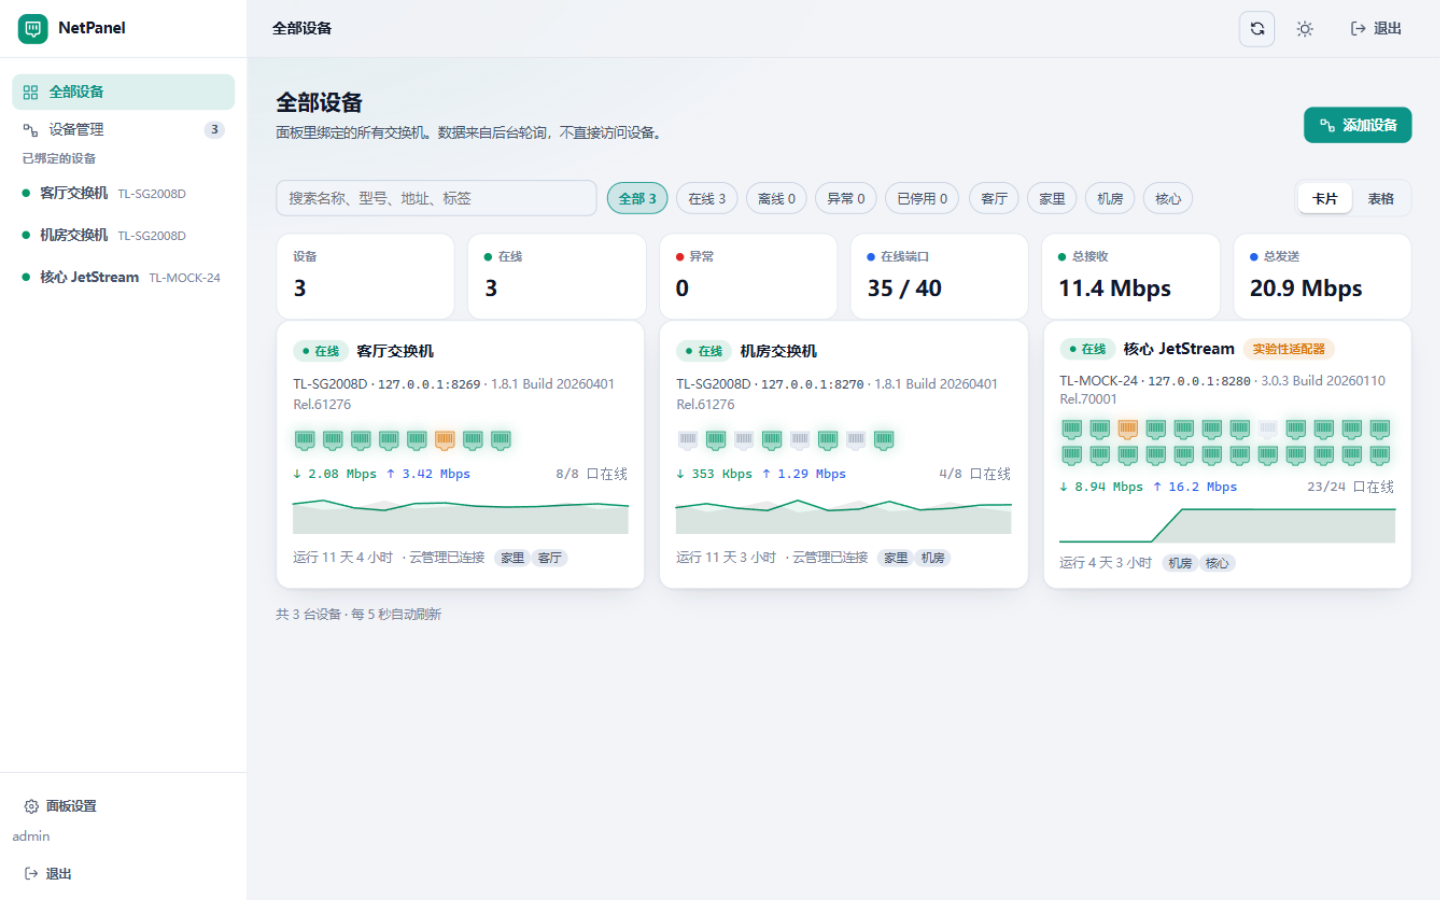 NetPanel
全部设备
退出
全部设备
设备管理 3
已绑定的设备
客厅交换机 TL-SG2008D
机房交换机 TL-SG2008D
核心 JetStream TL-MOCK-24
面板设置
admin
退出
全部设备
面板里绑定的所有交换机。数据来自后台轮询，不直接访问设备。
添加设备
搜索名称、型号、地址、标签
全部 3 在线 3 离线 0 异常 0 已停用 0 客厅 家里 机房 核心
卡片 表格
设备
3
在线
3
异常
0
在线端口
35 / 40
总接收
11.4 Mbps
总发送
20.9 Mbps
在线 客厅交换机
TL-SG2008D · 127.0.0.1:8269 · 1.8.1 Build 20260401
Rel.61276
↓ 2.08 Mbps ↑ 3.42 Mbps 8/8 口在线
运行 11 天 4 小时 · 云管理已连接 家里 客厅
在线 机房交换机
TL-SG2008D · 127.0.0.1:8270 · 1.8.1 Build 20260401
Rel.61276
↓ 353 Kbps ↑ 1.29 Mbps 4/8 口在线
运行 11 天 3 小时 · 云管理已连接 家里 机房
在线 核心 JetStream 实验性适配器
TL-MOCK-24 · 127.0.0.1:8280 · 3.0.3 Build 20260110
Rel.70001
↓ 8.94 Mbps ↑ 16.2 Mbps 23/24 口在线
运行 4 天 3 小时 机房 核心
共 3 台设备 · 每 5 秒自动刷新